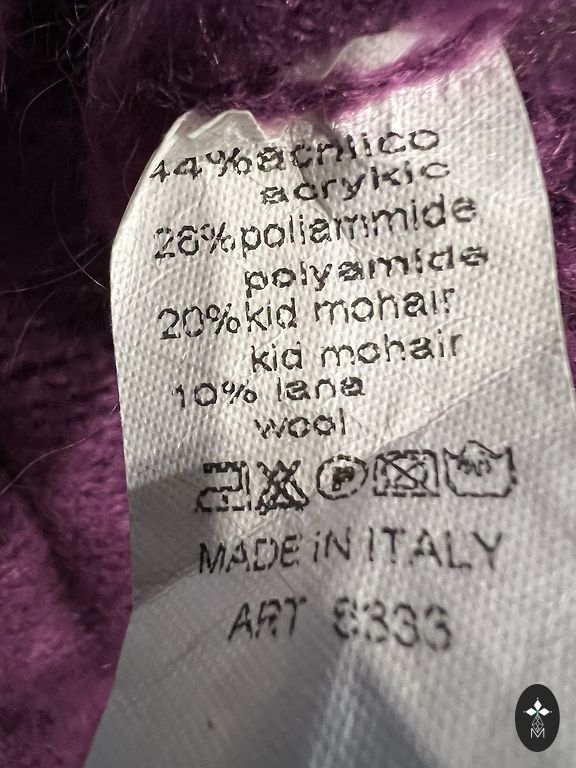 44%acrilico
acrylic
26%poliammide
polyamide
20%kid mohair
kid mohair
10% lana
wool
P
MADE iN ITALY
ART
M